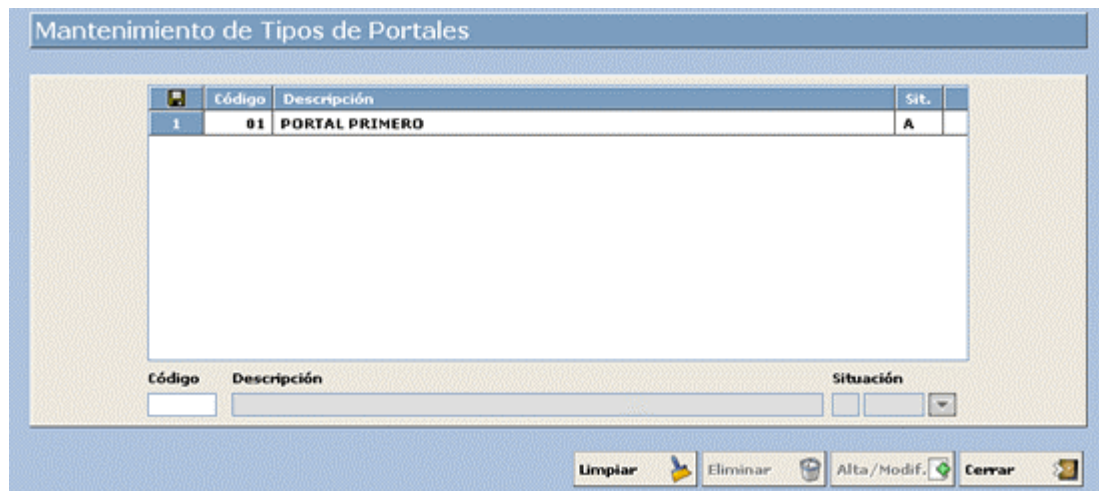 Mantenimiento de Tipos de Portales
Código Descripción Sit.
1 01 PORTAL PRIMERO A
Código Descripción Situación
Limpiar Eliminar Alta/Modif. Cerrar